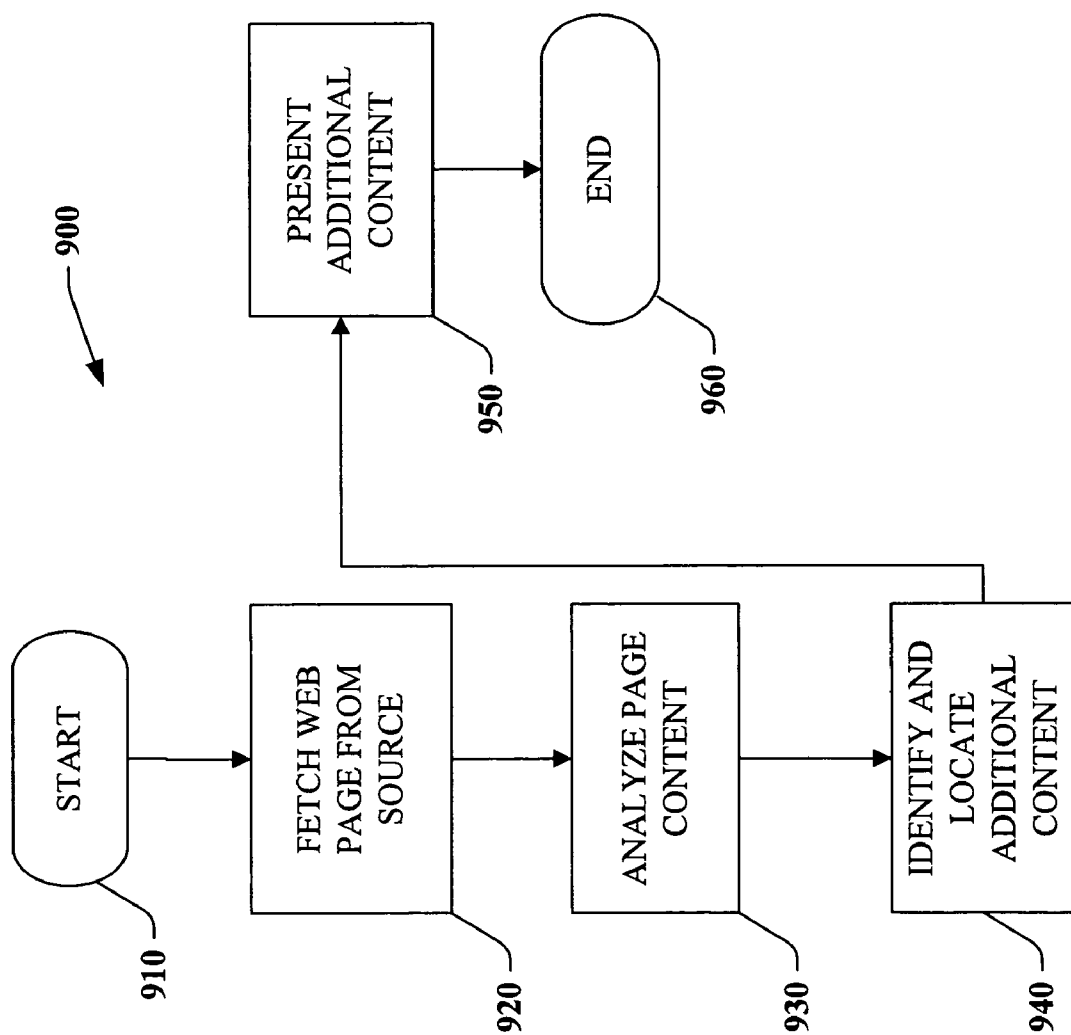 900
START
910
FETCH WEB
PAGE FROM
SOURCE
920
ANALYZE PAGE
CONTENT
930
IDENTIFY AND
LOCATE
ADDITIONAL
CONTENT
940
PRESENT
ADDITIONAL
CONTENT
950
END
960